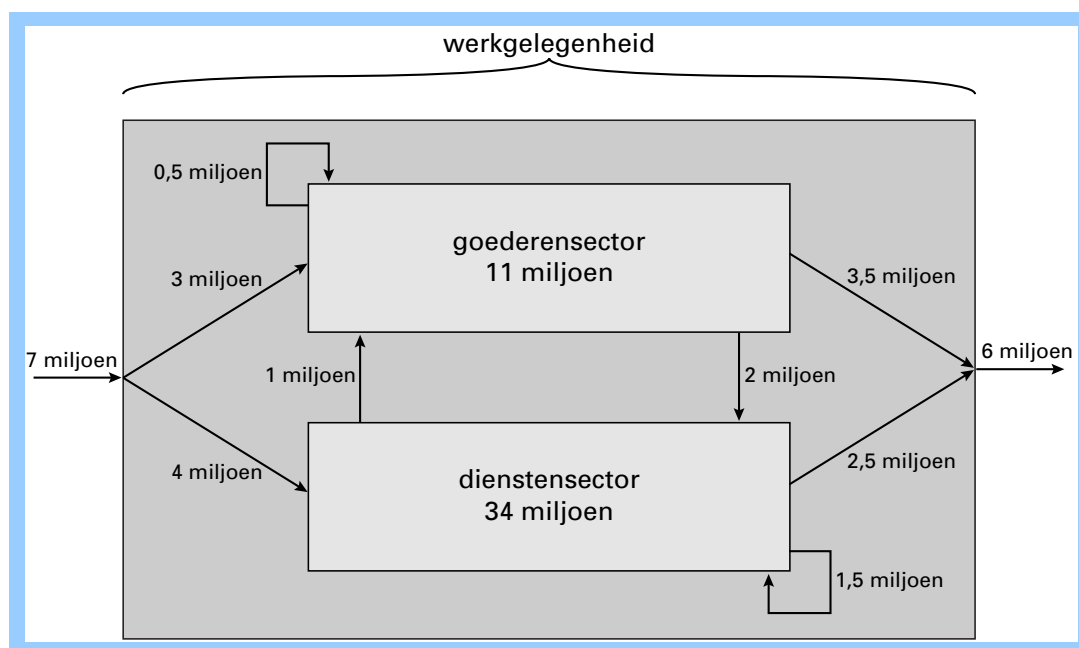 werkgelegenheid
0,5 miljoen
goederensector
11 miljoen
3 miljoen
3,5 miljoen
7 miljoen
6 miljoen
1 miljoen
2 miljoen
4 miljoen
dienstensector
34 miljoen
2,5 miljoen
1,5 miljoen